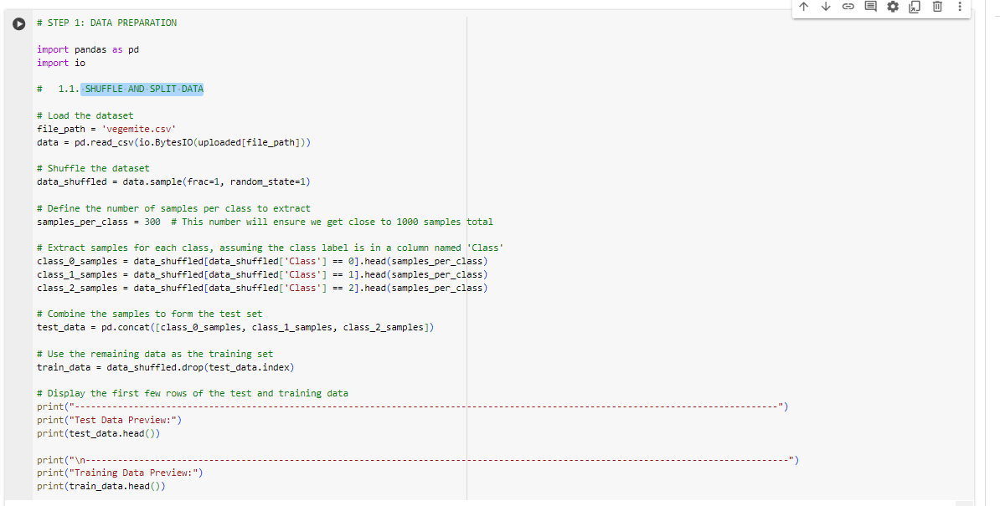 # STEP 1: DATA PREPARATION
import pandas as pd
import io
# 1.1. SHUFFLE AND SPLIT DATA
# Load the dataset
file_path = 'vegemite.csv'
data = pd.read_csv(io.BytesIO(uploaded[file_path]))
# Shuffle the dataset
data_shuffled = data.sample(frac=1, random_state=1)
# Define the number of samples per class to extract
samples_per_class = 300  # This number will ensure we get close to 1000 samples total
# Extract samples for each class, assuming the class label is in a column named 'Class'
class_0_samples = data_shuffled[data_shuffled['Class'] == 0].head(samples_per_class)
class_1_samples = data_shuffled[data_shuffled['Class'] == 1].head(samples_per_class)
class_2_samples = data_shuffled[data_shuffled['Class'] == 2].head(samples_per_class)
# Combine the samples to form the test set
test_data = pd.concat([class_0_samples, class_1_samples, class_2_samples])
# Use the remaining data as the training set
train_data = data_shuffled.drop(test_data.index)
# Display the first few rows of the test and training data
print("-----------------------------------------------------------------------------------------------------------------------------------")
print("Test Data Preview:")
print(test_data.head())
print("\n-----------------------------------------------------------------------------------------------------------------------------------")
print("Training Data Preview:")
print(train_data.head())